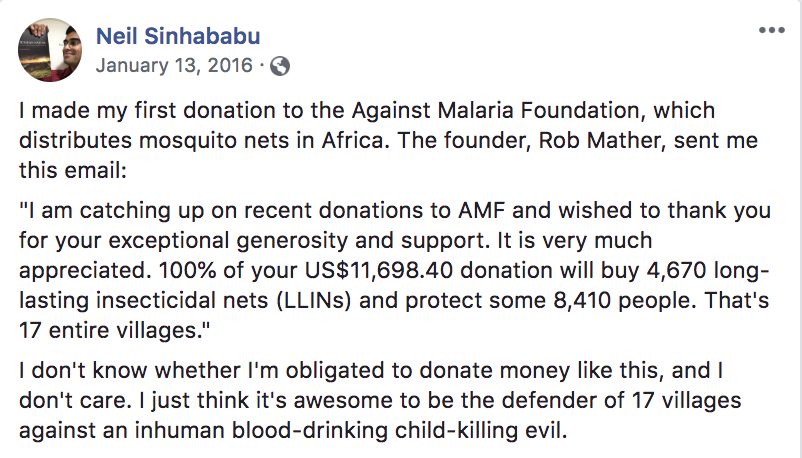 Neil Sinhababu
January 13, 2016 ·
I made my first donation to the Against Malaria Foundation, which
distributes mosquito nets in Africa. The founder, Rob Mather, sent me
this email:
"I am catching up on recent donations to AMF and wished to thank you
for your exceptional generosity and support. It is very much
appreciated. 100% of your US$11,698.40 donation will buy 4,670 long-
lasting insecticidal nets (LLINs) and protect some 8,410 people. That's
17 entire villages."
I don't know whether I'm obligated to donate money like this, and I
don't care. I just think it's awesome to be the defender of 17 villages
against an inhuman blood-drinking child-killing evil.